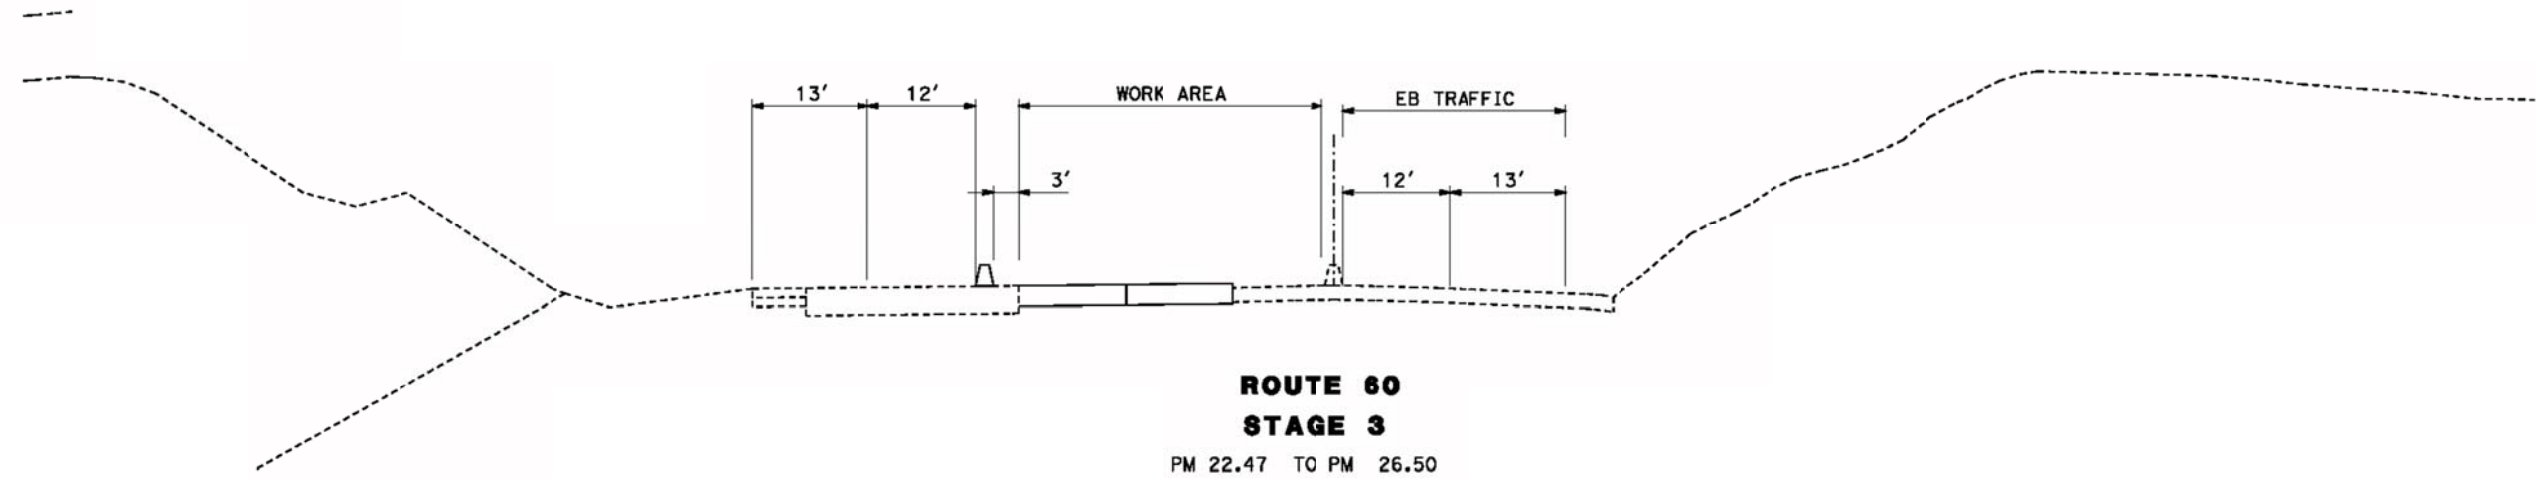 13' 12' WORK AREA EB TRAFFIC
3' 12' 13'
ROUTE 60
STAGE 3
PM 22.47 TO PM 26.50